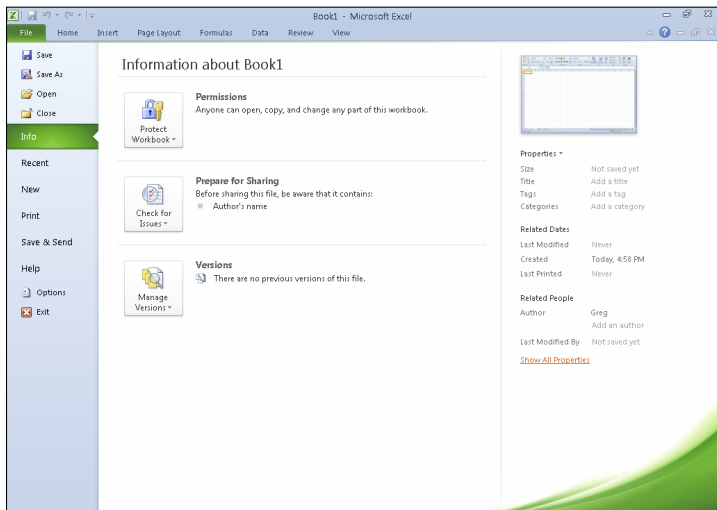 Book1 - Microsoft Excel
File Home Insert Page Layout Formulas Data Review View
Save
Save As
Open
Close
Info
Recent
New
Print
Save & Send
Help
Options
Exit
Information about Book1
Protect
Workbook
Permissions
Anyone can open, copy, and change any part of this workbook.
Check for
Issues
Prepare for Sharing
Before sharing this file, be aware that it contains:
Author's name
Manage
Versions
Versions
There are no previous versions of this file.
Properties
Size Not saved yet
Title Add a title
Tags Add a tag
Categories Add a category
Related Dates
Last Modified Never
Created Today, 4:58 PM
Last Printed Never
Related People
Author Greg
Add an author
Last Modified By Not saved yet
Show All Properties